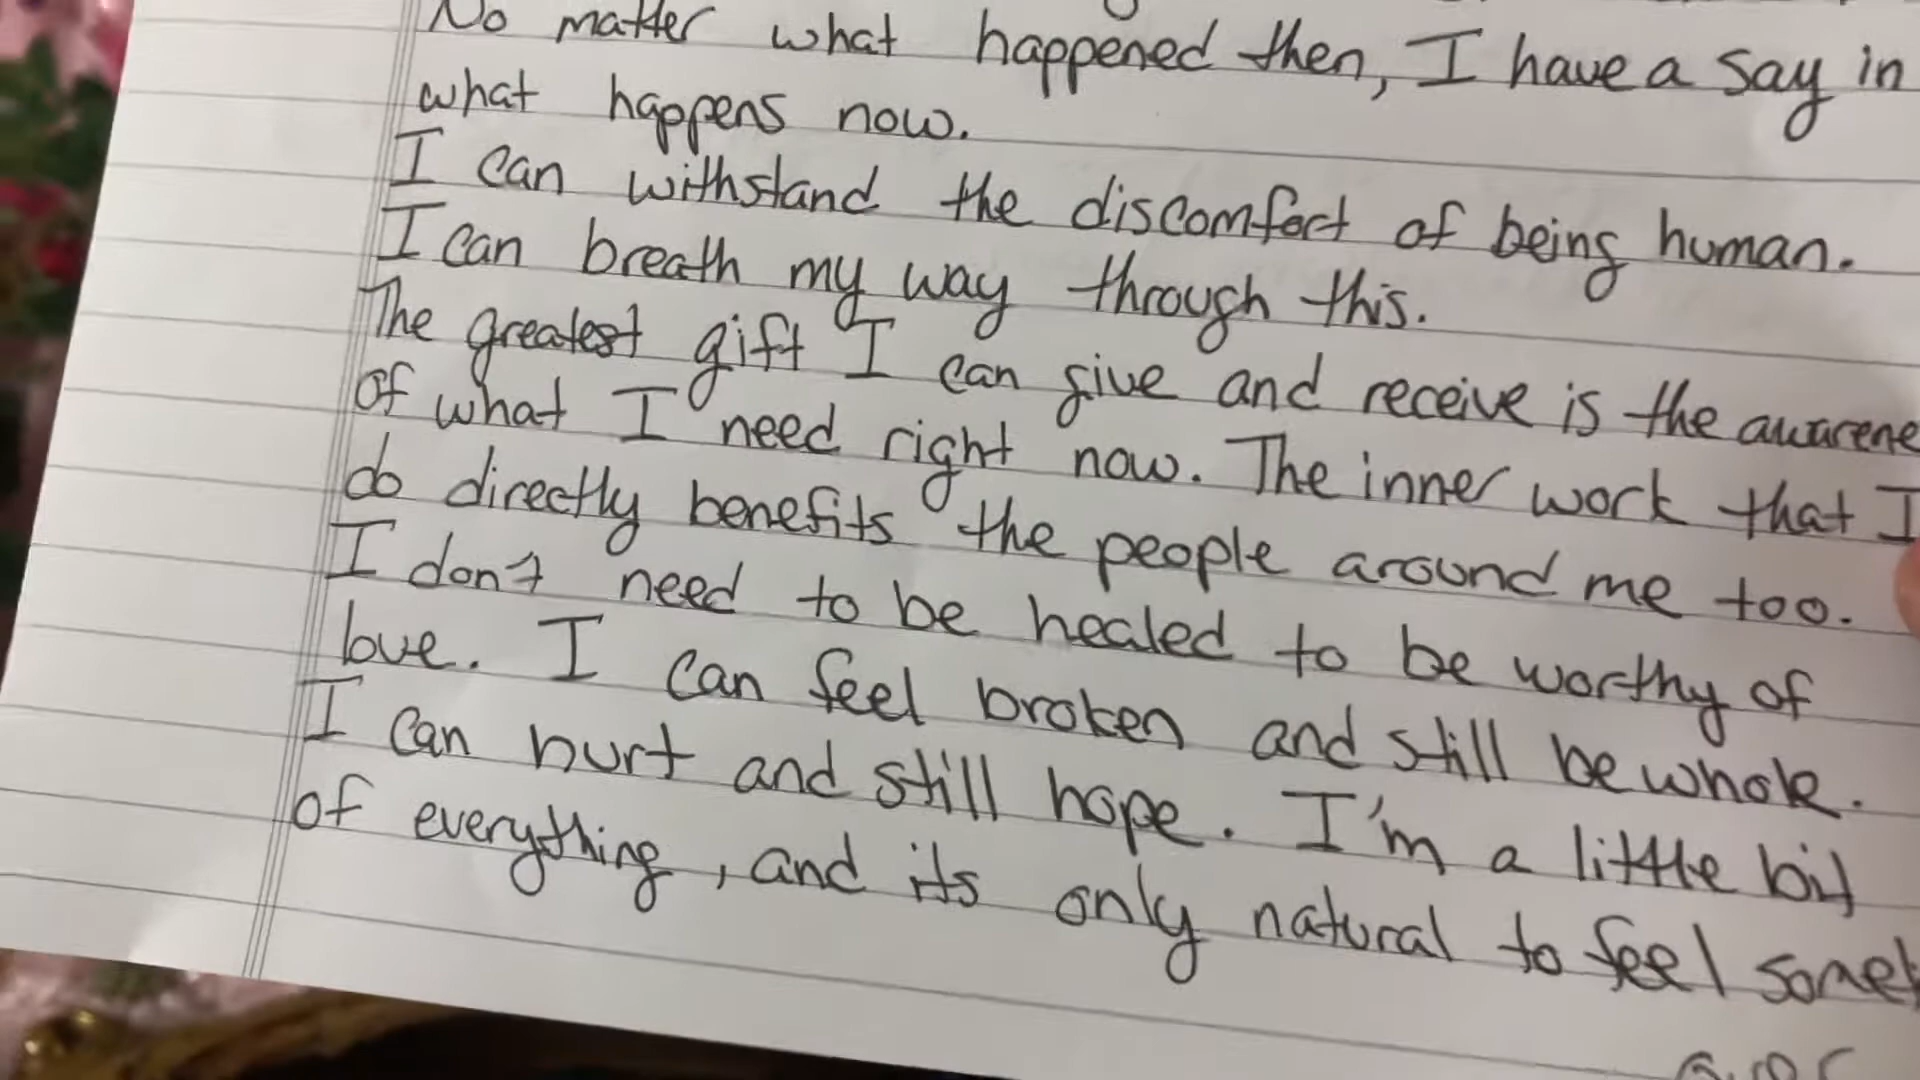 No matter what happened then, I have a say in
what happens now.
I can withstand the discomfort of being human.
I can breath my way through this.
The greatest gift I can give and receive is the awarene
of what I need right now. The inner work that I
do directly benefits the people around me too.
I don't need to be healed to be worthy of
love. I can feel broken and still be whole.
I can hurt and still hope. I'm a little bit
of everything, and its only natural to feel some